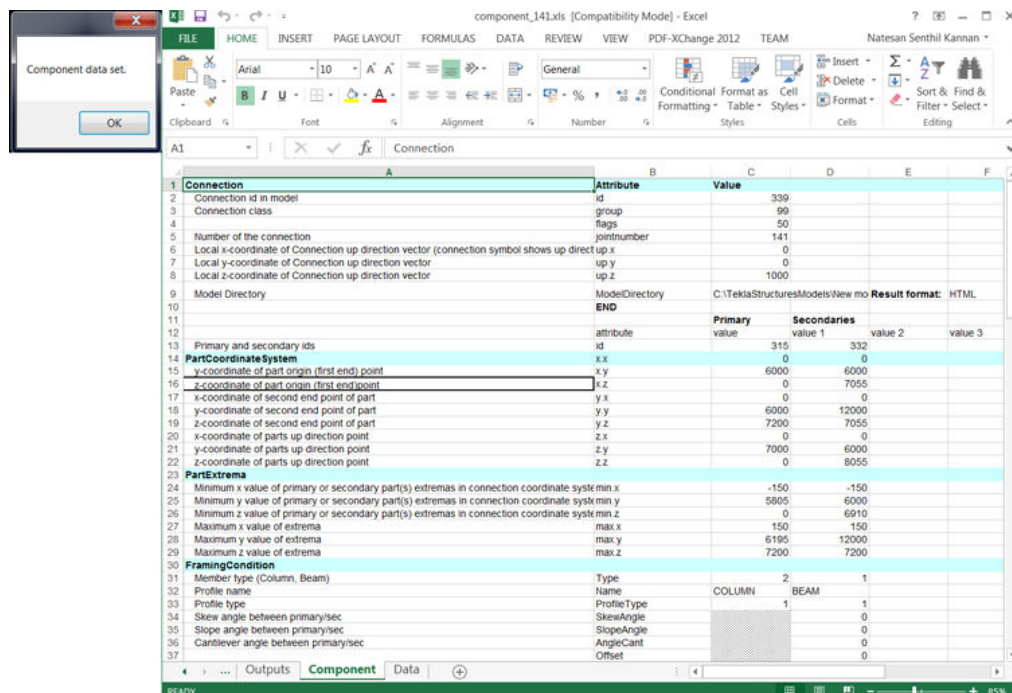 Component data set.
OK
component_141.xls [Compatibility Mode] - Excel
FILE HOME INSERT PAGE LAYOUT FORMULAS DATA REVIEW VIEW PDF-XChange 2012 TEAM Natesan Senthil Kannan
Paste
Arial 10 A A
B I U A
General
% ,
Conditional Formatting Format as Table Cell Styles
Insert
Delete
Format
Sort & Filter Find & Select
Clipboard Font Alignment Number Styles Cells Editing
A1 fx Connection
A B C D E F
1 Connection Attribute Value
2 Connection id in model id 339
3 Connection class group 99
4 flags 50
5 Number of the connection jointnumber 141
6 Local x-coordinate of Connection up direction vector (connection symbol shows up direct up.x 0
7 Local y-coordinate of Connection up direction vector up.y 0
8 Local z-coordinate of Connection up direction vector up.z 1000
9 Model Directory ModelDirectory C:\TeklaStructuresModels\New mo Result format: HTML
10 END
11 Primary Secondaries
12 attribute value value 1 value 2 value 3
13 Primary and secondary ids id 315 332
14 PartCoordinateSystem x.x 0 0
15 y-coordinate of part origin (first end) point x.y 6000 6000
16 z-coordinate of part origin (first end)point x.z 0 7055
17 x-coordinate of second end point of part y.x 0 0
18 y-coordinate of second end point of part y.y 6000 12000
19 z-coordinate of second end point of part y.z 7200 7055
20 x-coordinate of parts up direction point z.x 0 0
21 y-coordinate of parts up direction point z.y 7000 6000
22 z-coordinate of parts up direction point z.z 0 8055
23 PartExtrema
24 Minimum x value of primary or secondary part(s) extremas in connection coordinate syste min.x -150 -150
25 Minimum y value of primary or secondary part(s) extremas in connection coordinate syste min.y 5805 6000
26 Minimum z value of primary or secondary part(s) extremas in connection coordinate syste min.z 0 6910
27 Maximum x value of extrema max.x 150 150
28 Maximum y value of extrema max.y 6195 12000
29 Maximum z value of extrema max.z 7200 7200
30 FramingCondition
31 Member type (Column, Beam) Type 2 1
32 Profile name Name COLUMN BEAM
33 Profile type ProfileType 1 1
34 Skew angle between primary/sec SkewAngle 0
35 Slope angle between primary/sec SlopeAngle 0
36 Cantilever angle between primary/sec AngleCant 0
37 Offset 0
... Outputs Component Data
READY 85%